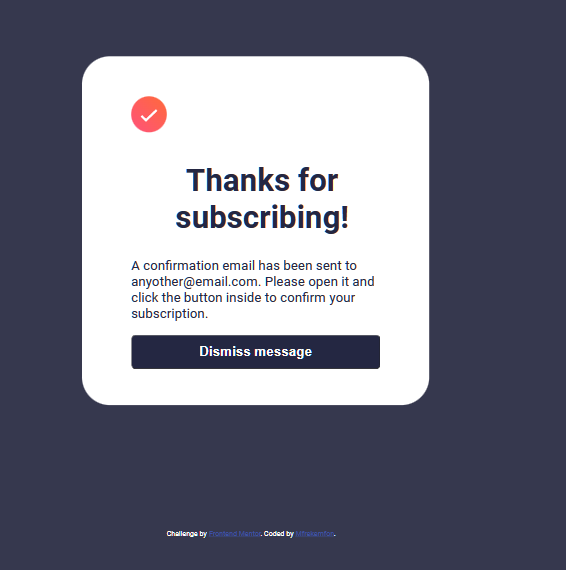 Thanks for
subscribing!
A confirmation email has been sent to
anyother@email.com. Please open it and
click the button inside to confirm your
subscription.
Dismiss message
Challenge by Frontend Mentor. Coded by